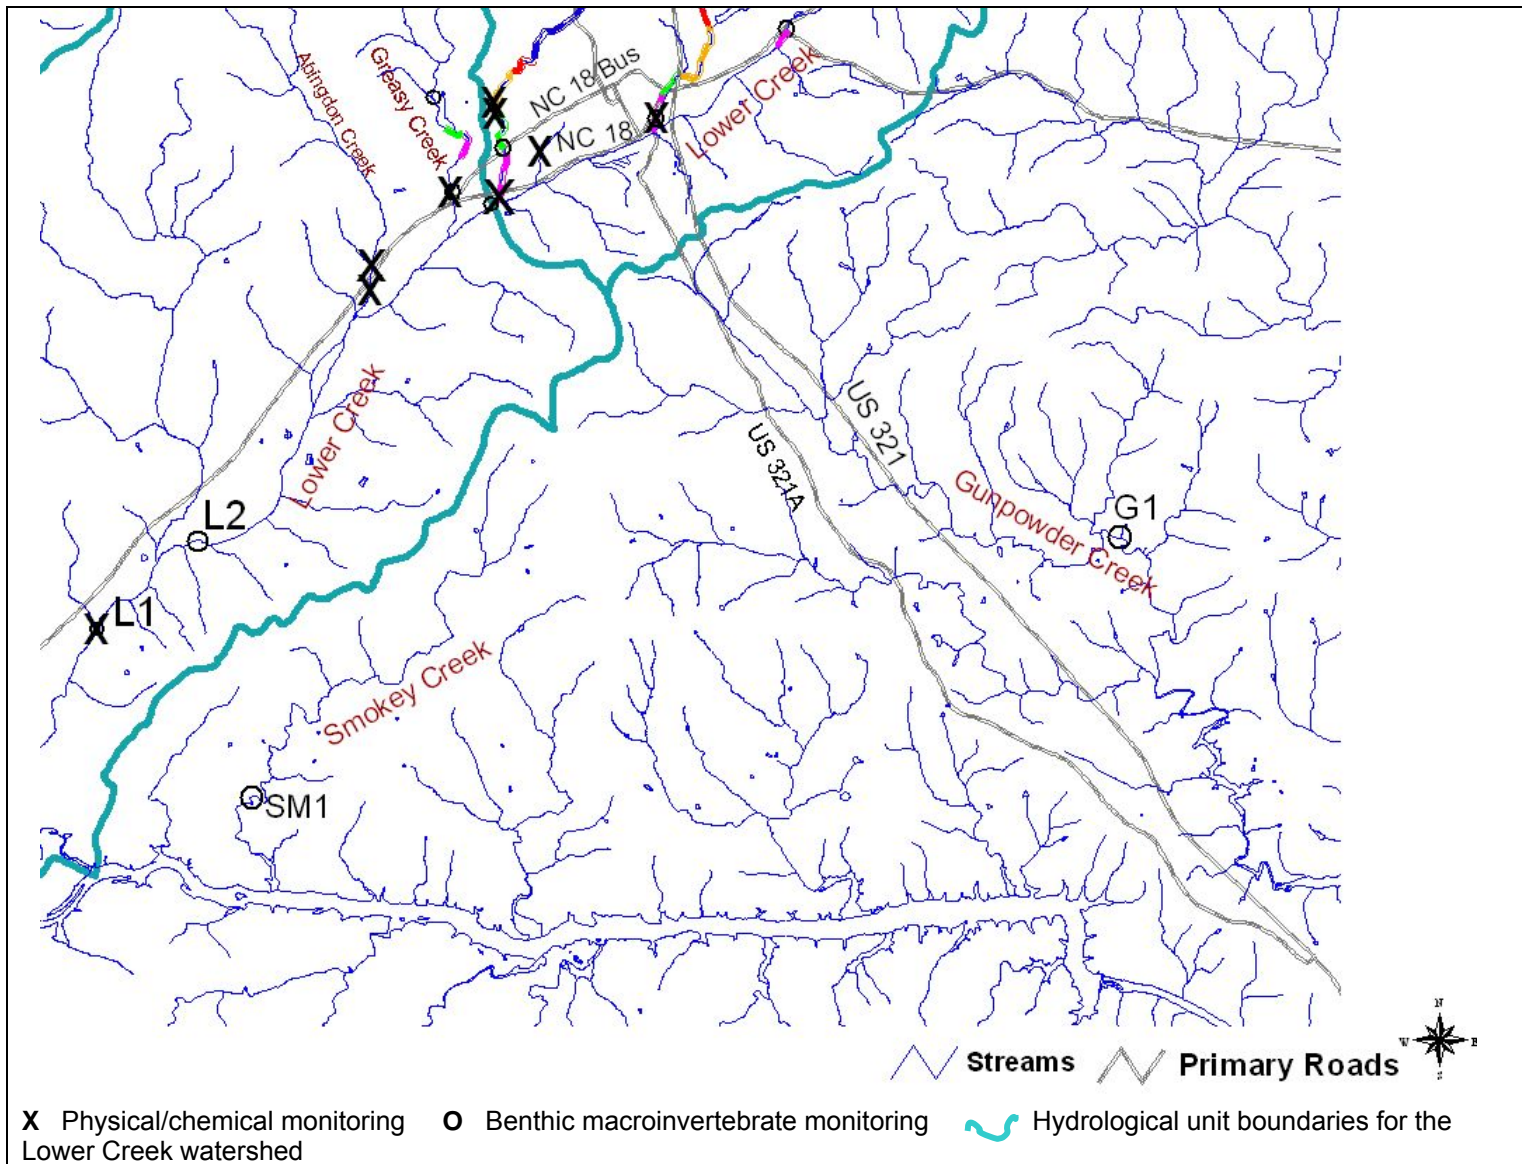 Abingdon Creek
Greasy Creek
NC 18 Bus
NC 18
Lower Creek
Lower Creek
US 321
US 321A
Gunpowder Creek
G1
L2
L1
Smokey Creek
SM1
N
W
E
S
Streams
Primary Roads
X Physical/chemical monitoring O Benthic macroinvertebrate monitoring Hydrological unit boundaries for the
Lower Creek watershed